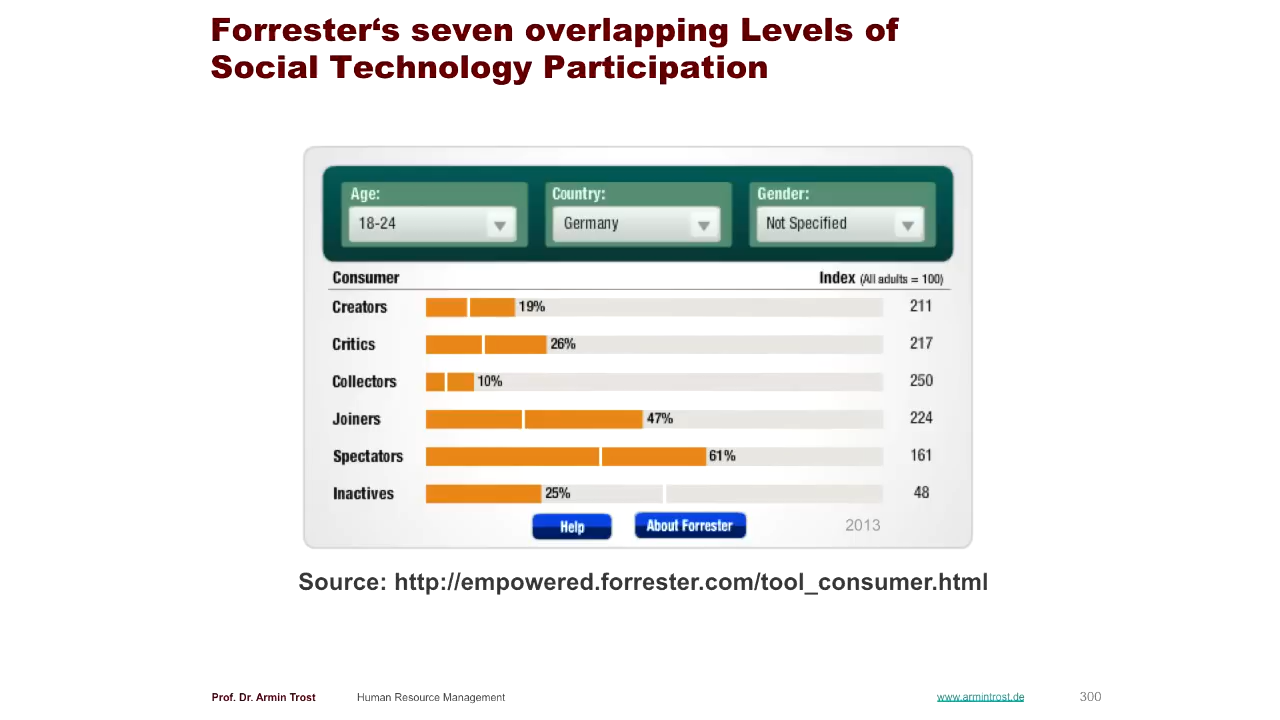 Forrester‘s seven overlapping Levels of
Social Technology Participation
Age: Country: Gender:
18-24 Germany Not Specified
Consumer Index (All adults = 100)
Creators 19% 211
Critics 26% 217
Collectors 10% 250
Joiners 47% 224
Spectators 61% 161
Inactives 25% 48
Help About Forrester 2013
Source: http://empowered.forrester.com/tool_consumer.html
Prof. Dr. Armin Trost Human Resource Management www.armintrost.de 300